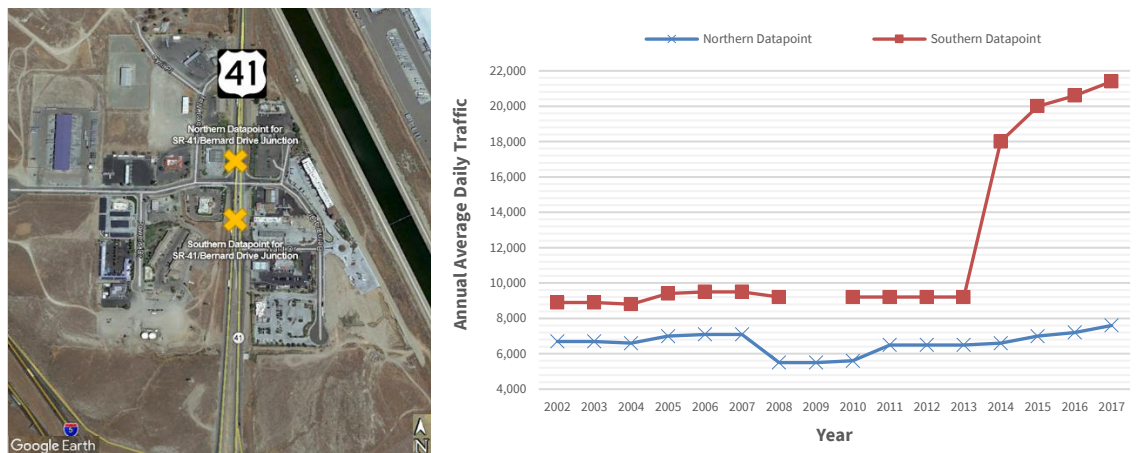 41
Northern Datapoint for
SR-41/Bernard Drive Junction
Southern Datapoint for
SR-41/Bernard Drive Junction
41
5
Google Earth
N
Northern Datapoint
Southern Datapoint
Annual Average Daily Traffic
22,000
20,000
18,000
16,000
14,000
12,000
10,000
8,000
6,000
4,000
2002 2003 2004 2005 2006 2007 2008 2009 2010 2011 2012 2013 2014 2015 2016 2017
Year